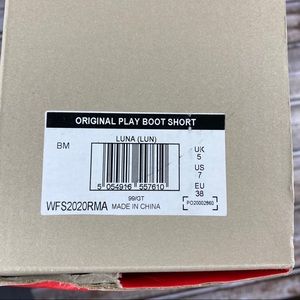 ORIGINAL PLAY BOOT SHORT
BM
LUNA (LUN)
UK
5
US
7
EU
38
5 054916 557610
99/GT
WFS2020RMA
MADE IN CHINA
PO20002860